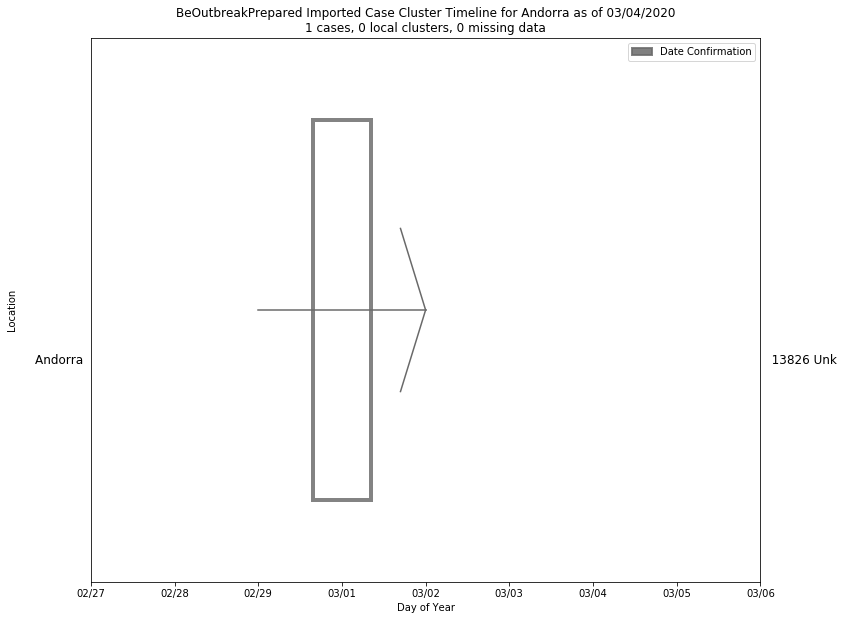 BeOutbreakPrepared Imported Case Cluster Timeline for Andorra as of 03/04/2020
1 cases, 0 local clusters, 0 missing data
Date Confirmation
Location
Andorra
13826 Unk
02/27 02/28 02/29 03/01 03/02 03/03 03/04 03/05 03/06
Day of Year